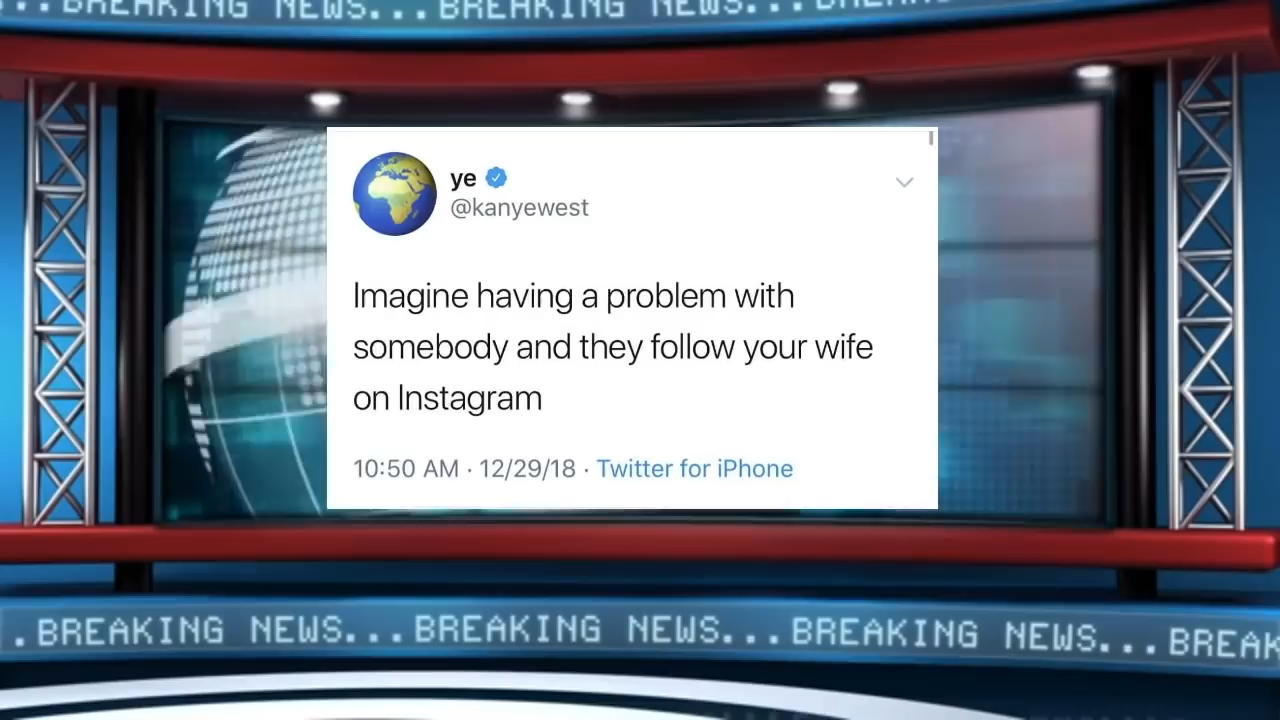 ...BREAKING NEWS...BREAKING NEWS...BREAKING
ye
@kanyewest
Imagine having a problem with
somebody and they follow your wife
on Instagram
10:50 AM · 12/29/18 · Twitter for iPhone
.BREAKING NEWS...BREAKING NEWS...BREAKING NEWS...BREAK